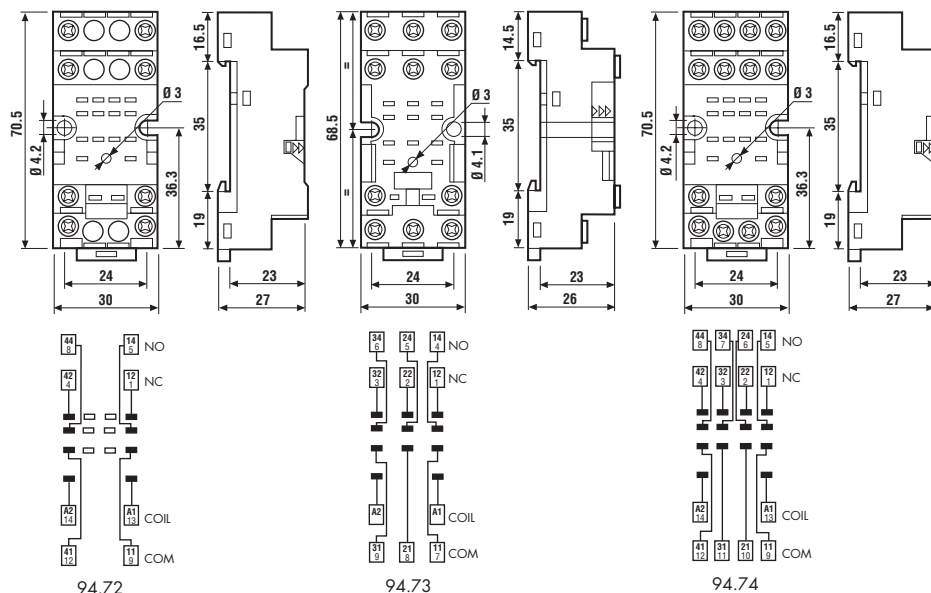 70.5
Ø 4.2
Ø 3
36.3
24
30
16.5
35
19
23
27
68.5
=
=
Ø 3
Ø 4.1
24
30
14.5
35
19
23
26
70.5
Ø 4.2
Ø 3
36.3
24
30
16.5
35
19
23
27
44 8
14 5
NO
42 4
12 1
NC
A2 14
A1 13
COIL
41 12
11 9
COM
94.72
34 6
24 5
14 4
NO
32 3
22 2
12 1
NC
A2
A1
COIL
31 9
21 8
11 7
COM
94.73
44 8
34 7
24 6
14 5
NO
42 4
32 3
22 2
12 1
NC
A2 14
A1 13
COIL
41 12
31 11
21 10
11 9
COM
94.74